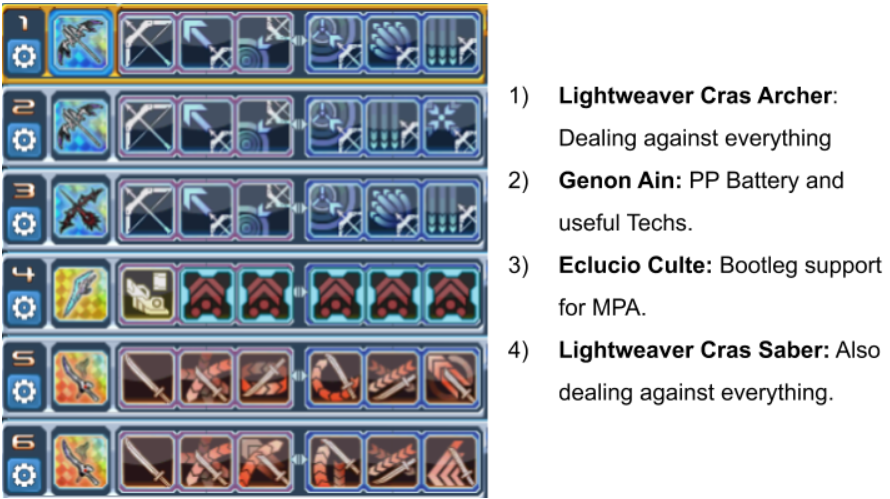 1
2
3
4
5
6
1) Lightweaver Cras Archer:
Dealing against everything
2) Genon Ain: PP Battery and
useful Techs.
3) Eclucio Culte: Bootleg support
for MPA.
4) Lightweaver Cras Saber: Also
dealing against everything.